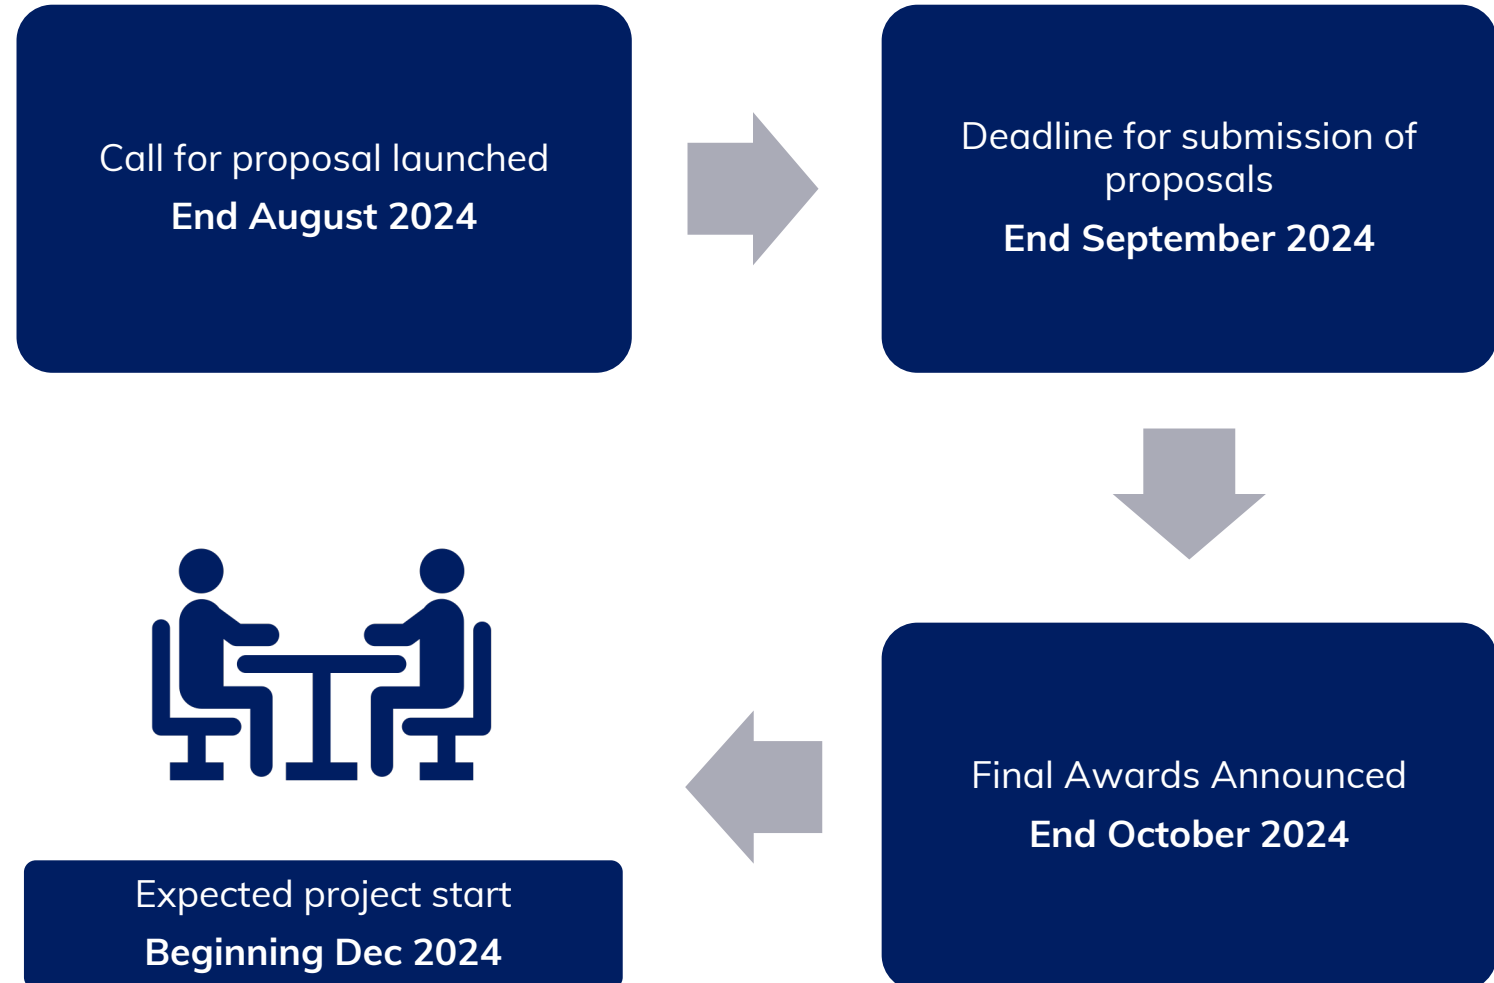 Call for proposal launched
End August 2024
Deadline for submission of
proposals
End September 2024
Final Awards Announced
End October 2024
Expected project start
Beginning Dec 2024